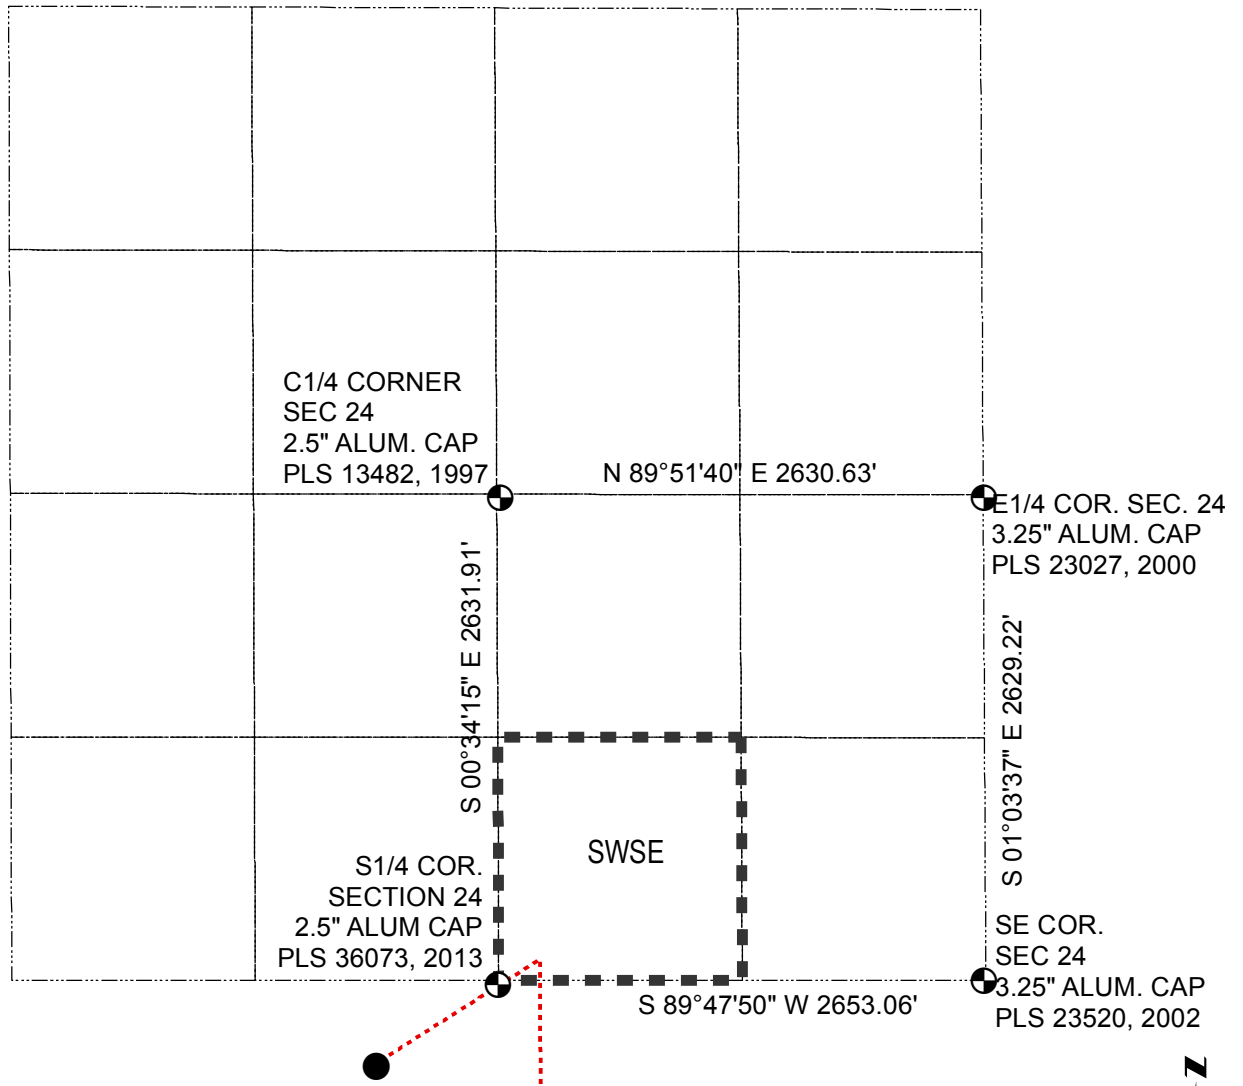 C1/4 CORNER
SEC 24
2.5" ALUM. CAP
PLS 13482, 1997
N 89°51'40" E 2630.63'
E1/4 COR. SEC. 24
3.25" ALUM. CAP
PLS 23027, 2000
S 00°34'15" E 2631.91'
S 01°03'37" E 2629.22'
SWSE
S1/4 COR.
SECTION 24
2.5" ALUM CAP
PLS 36073, 2013
S 89°47'50" W 2653.06'
SE COR.
SEC 24
3.25" ALUM. CAP
PLS 23520, 2002
z